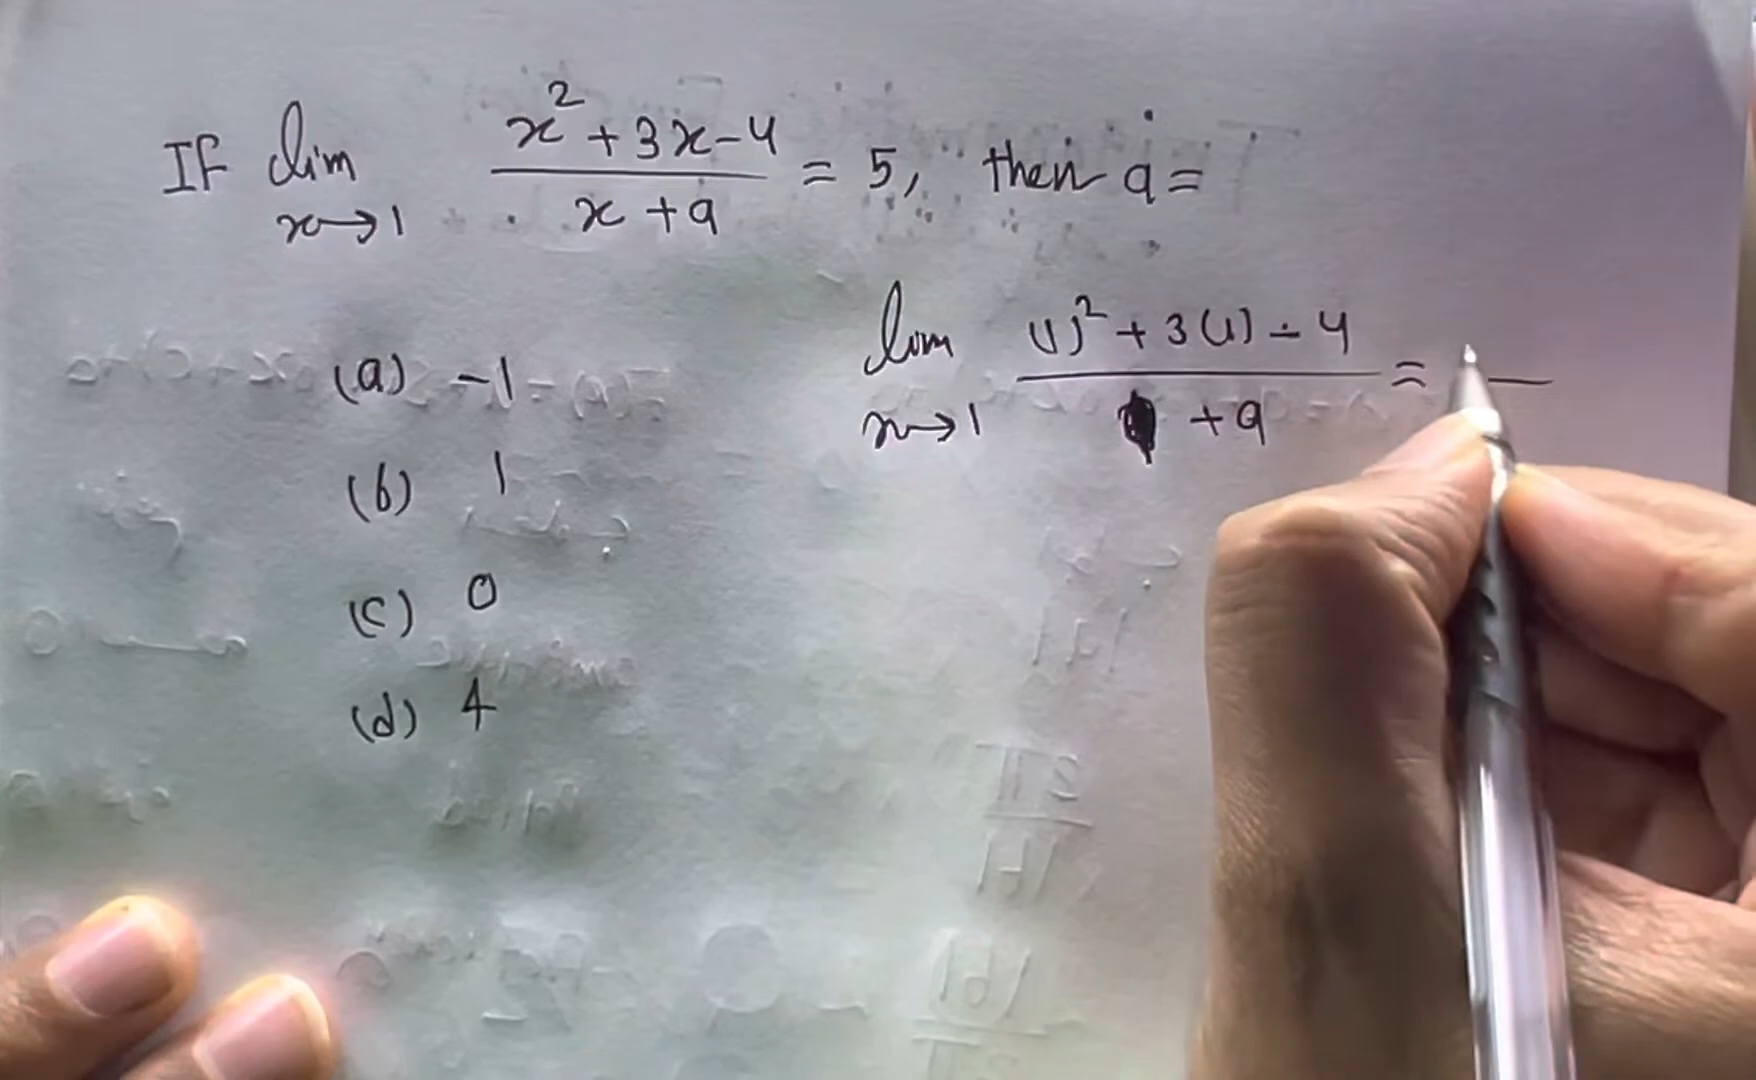 If lim x→1 x² + 3x - 4 / x + a = 5, then a =
lim x→1 (1)² + 3(1) - 4 / 1 + a =
(a) -1
(b) 1
(c) 0
(d) 4